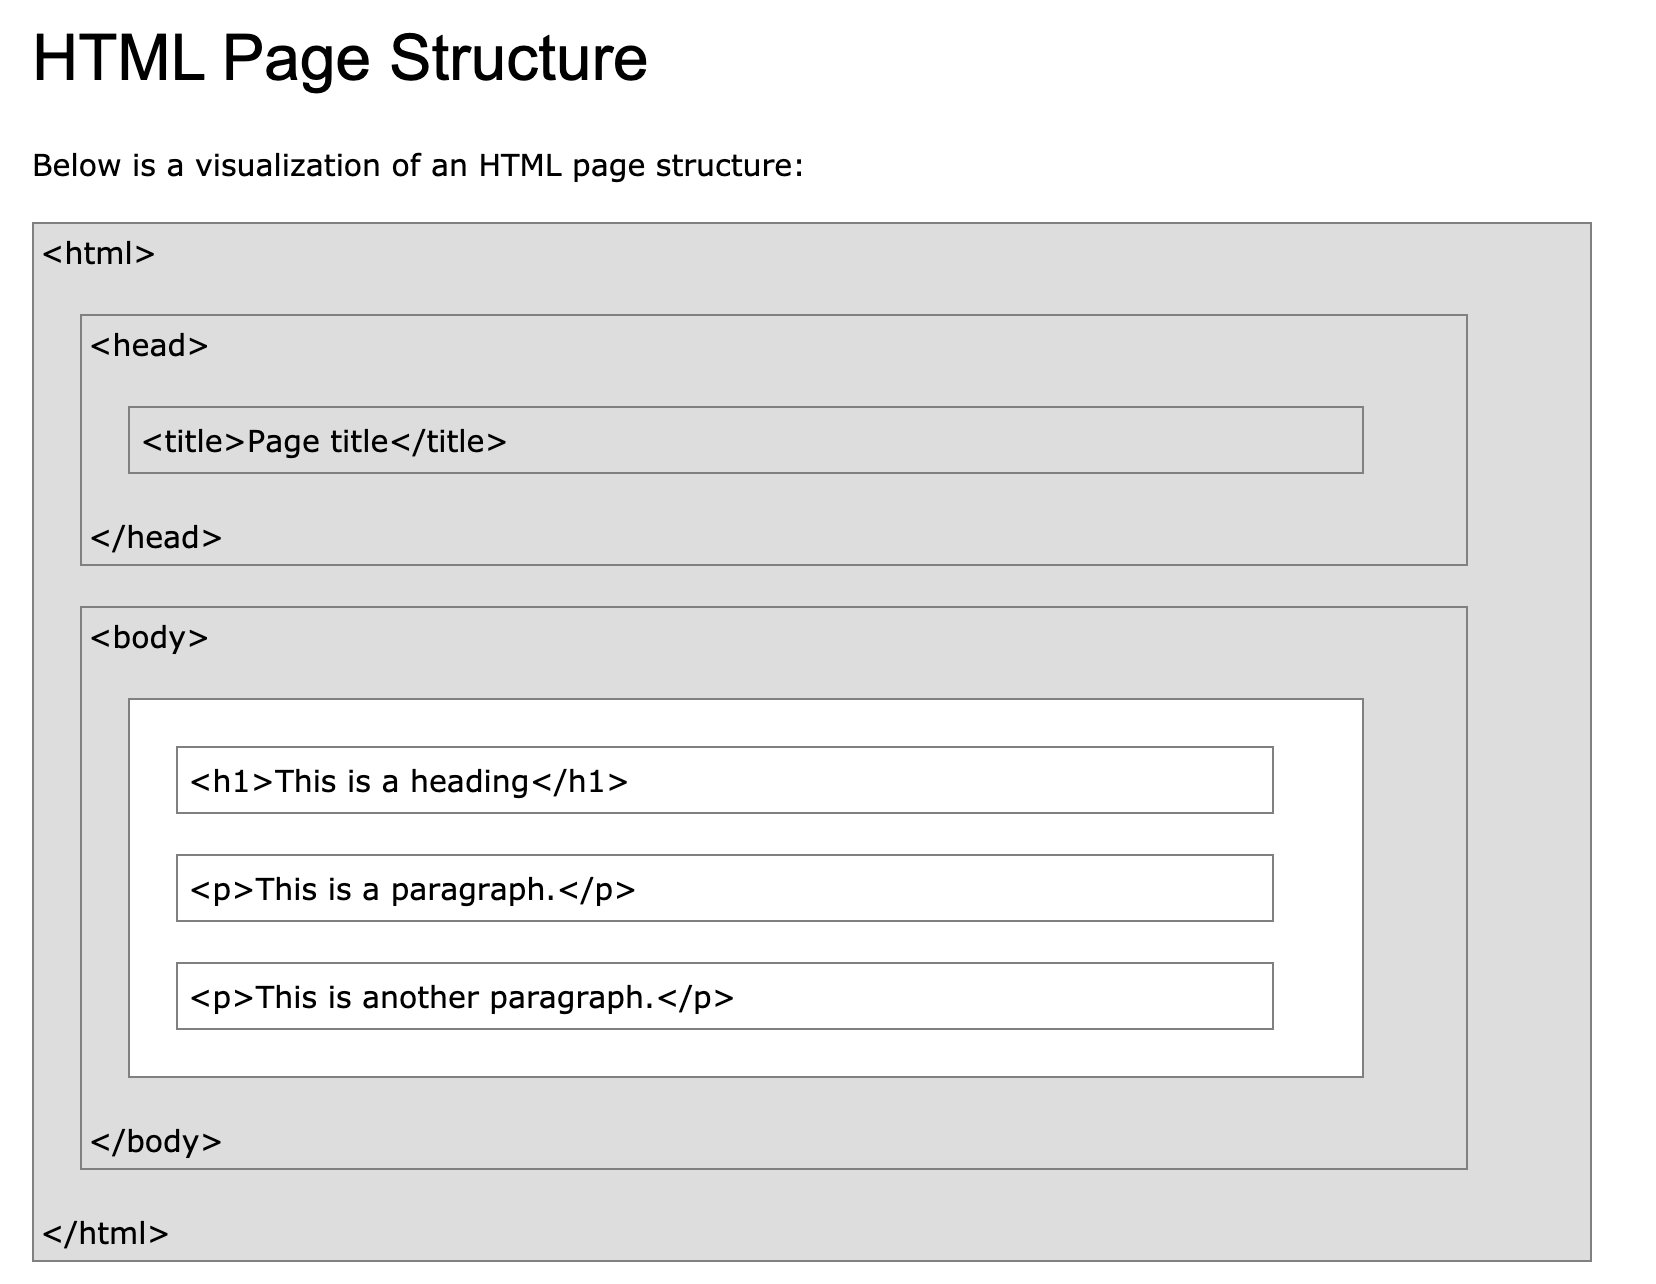 HTML Page Structure
Below is a visualization of an HTML page structure:
<html>
<head>
<title>Page title</title>
</head>
<body>
<h1>This is a heading</h1>
<p>This is a paragraph.</p>
<p>This is another paragraph.</p>
</body>
</html>